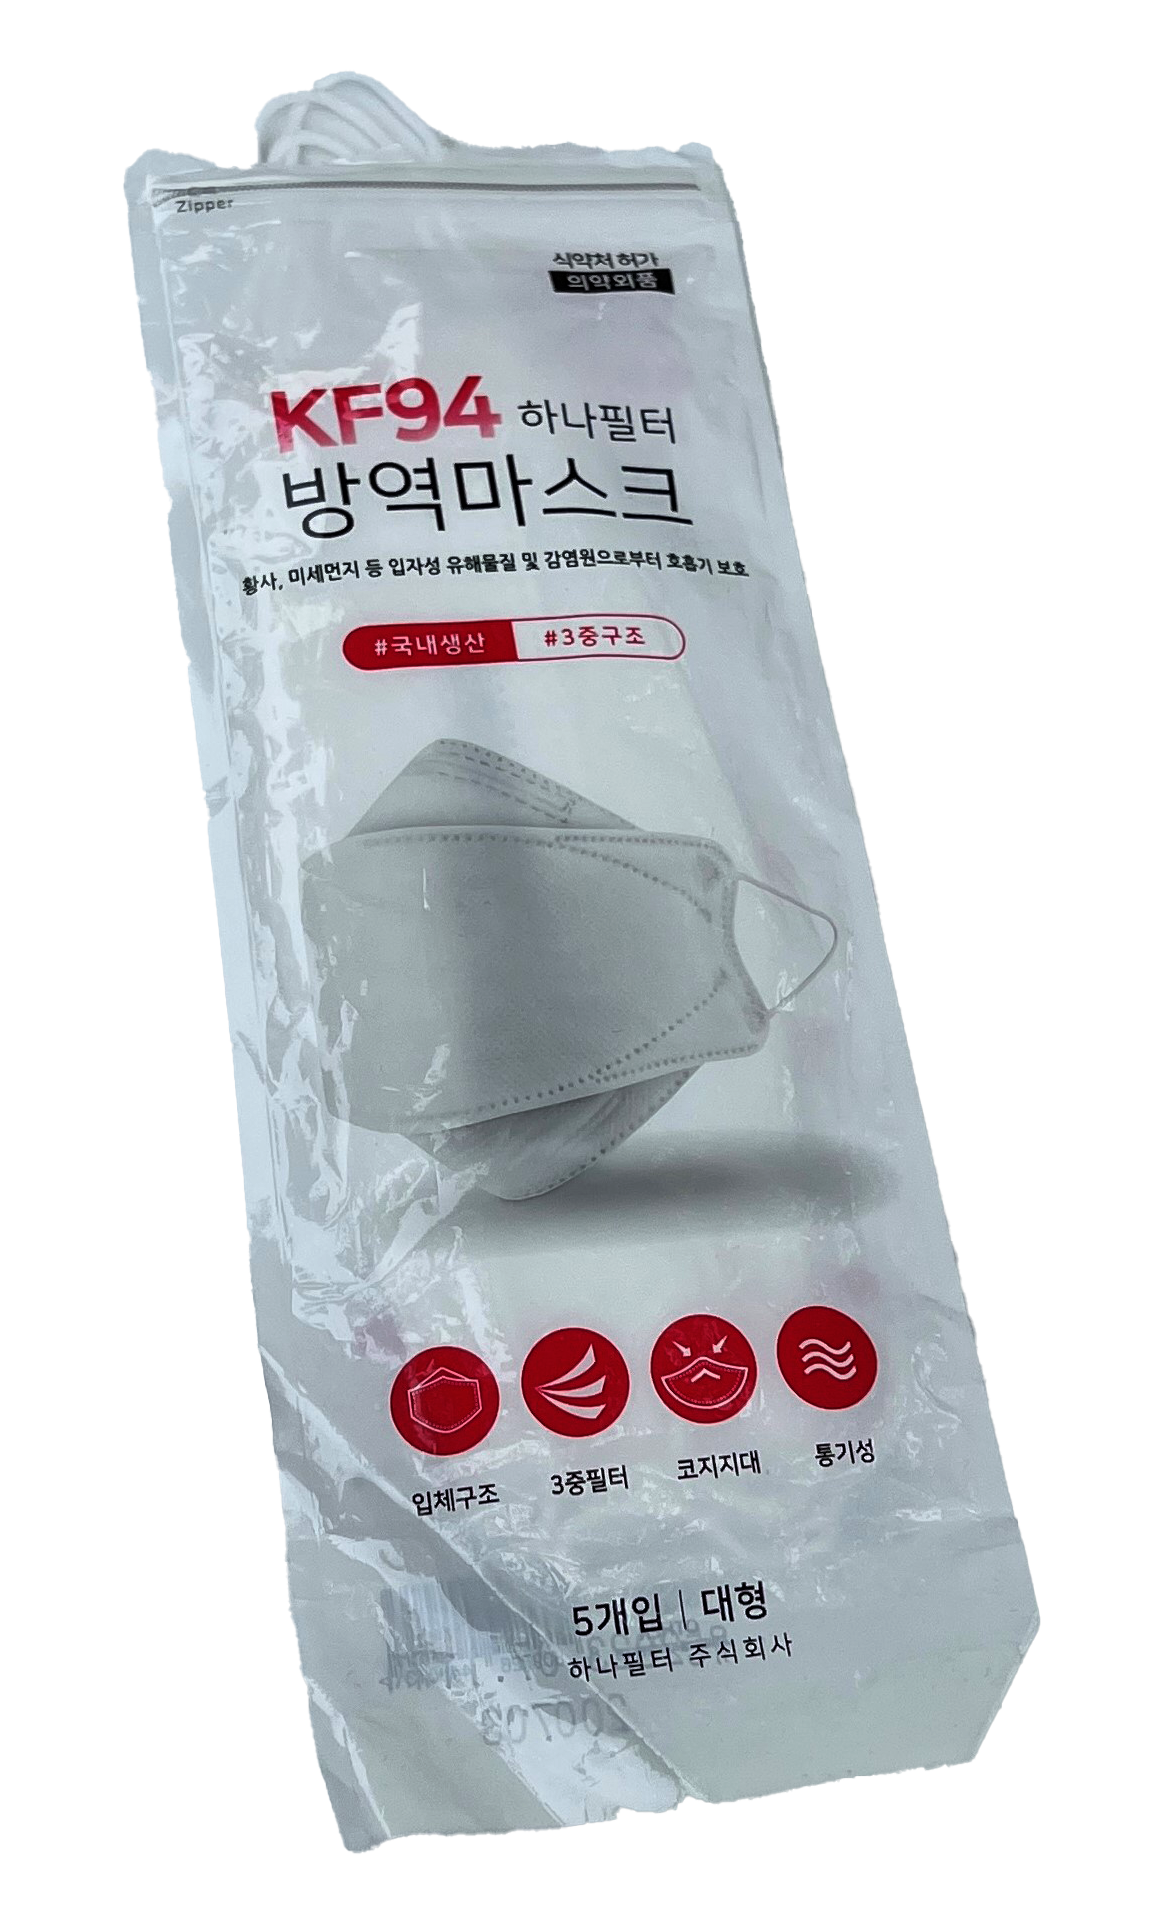 Zipper
식약처 허가
의약외품
KF94 하나필터
방역마스크
황사, 미세먼지 등 입자성 유해물질 및 감염원으로부터 호흡기 보호
#국내생산 #3중구조
입체구조 3중필터 코지지대 통기성
5개입 | 대형
하나필터 주식회사